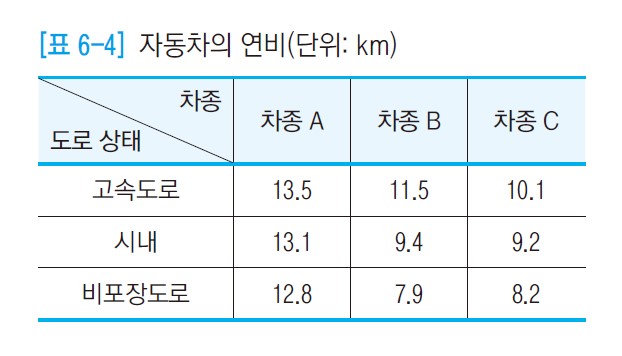 [표 6-4] 자동차의 연비(단위: km)
차종
도로 상태
차종 A 차종 B 차종 C
고속도로 13.5 11.5 10.1
시내 13.1 9.4 9.2
비포장도로 12.8 7.9 8.2